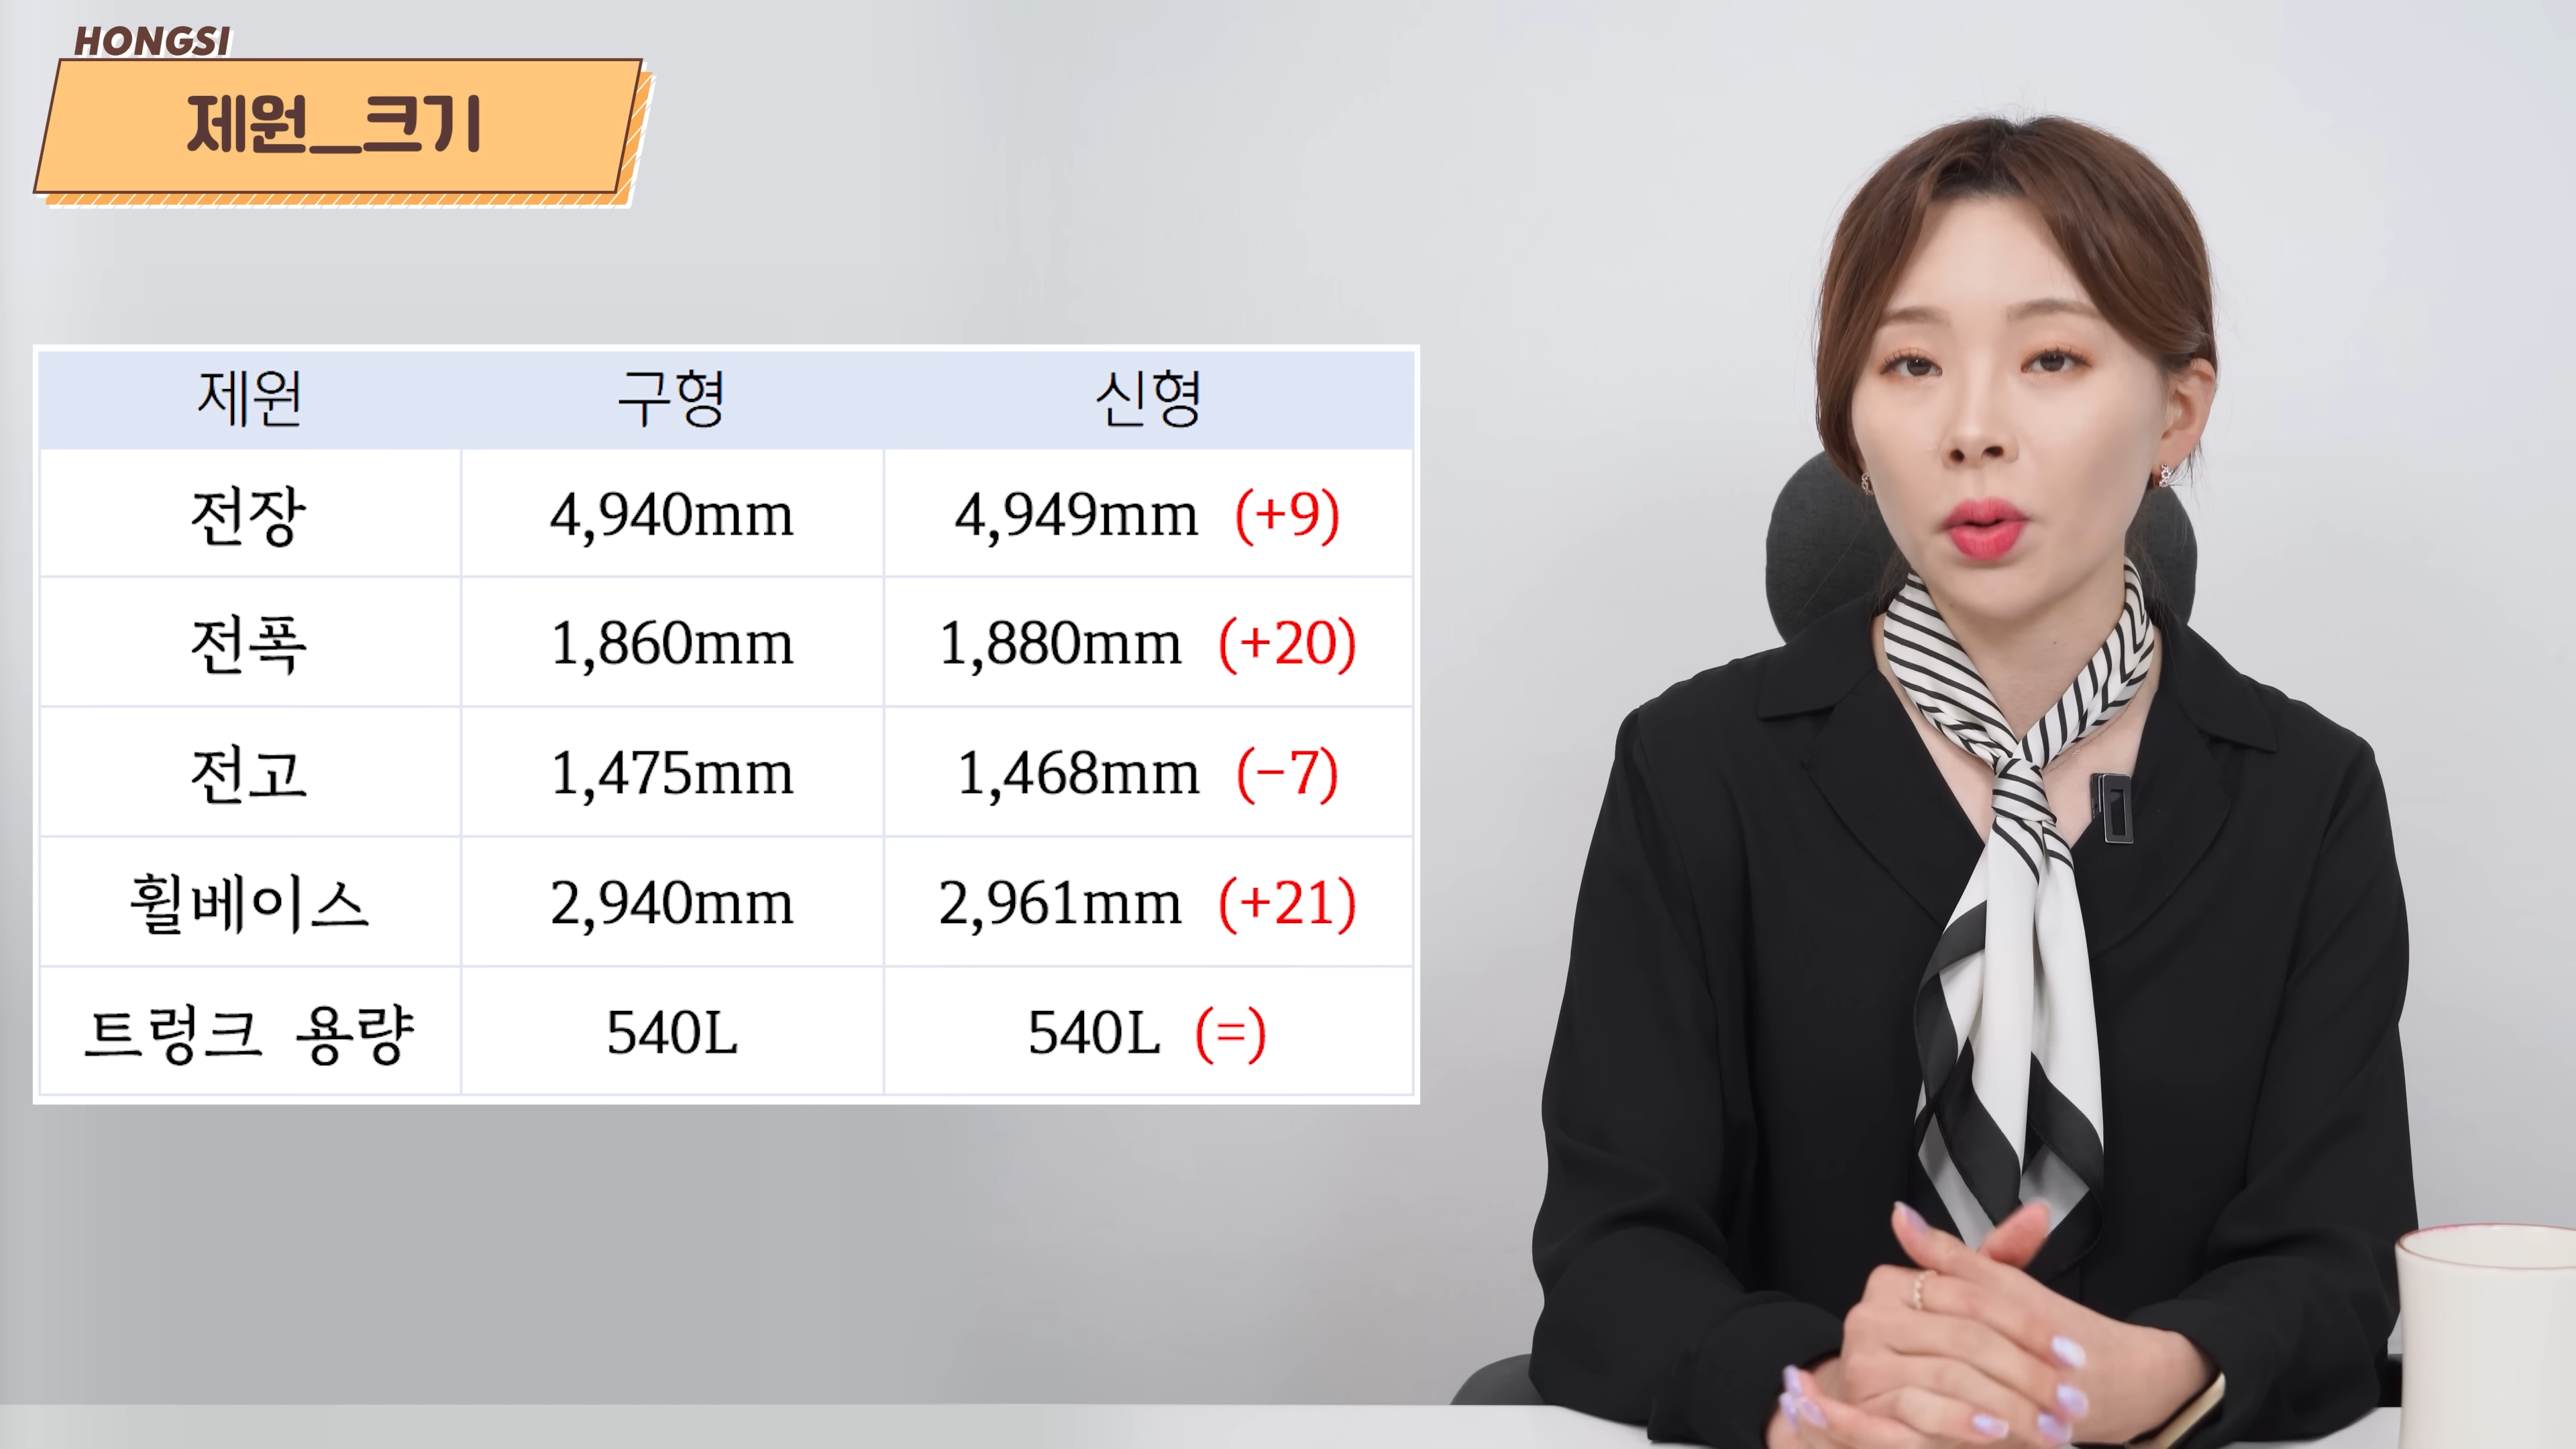 HONGSI
제원_크기
제원 구형 신형
전장 4,940mm 4,949mm (+9)
전폭 1,860mm 1,880mm (+20)
전고 1,475mm 1,468mm (−7)
휠베이스 2,940mm 2,961mm (+21)
트렁크 용량 540L 540L (=)